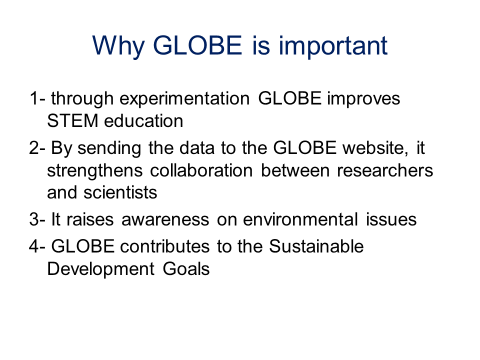 Why GLOBE is important
1- through experimentation GLOBE improves
STEM education
2- By sending the data to the GLOBE website, it
strengthens collaboration between researchers
and scientists
3- It raises awareness on environmental issues
4- GLOBE contributes to the Sustainable
Development Goals